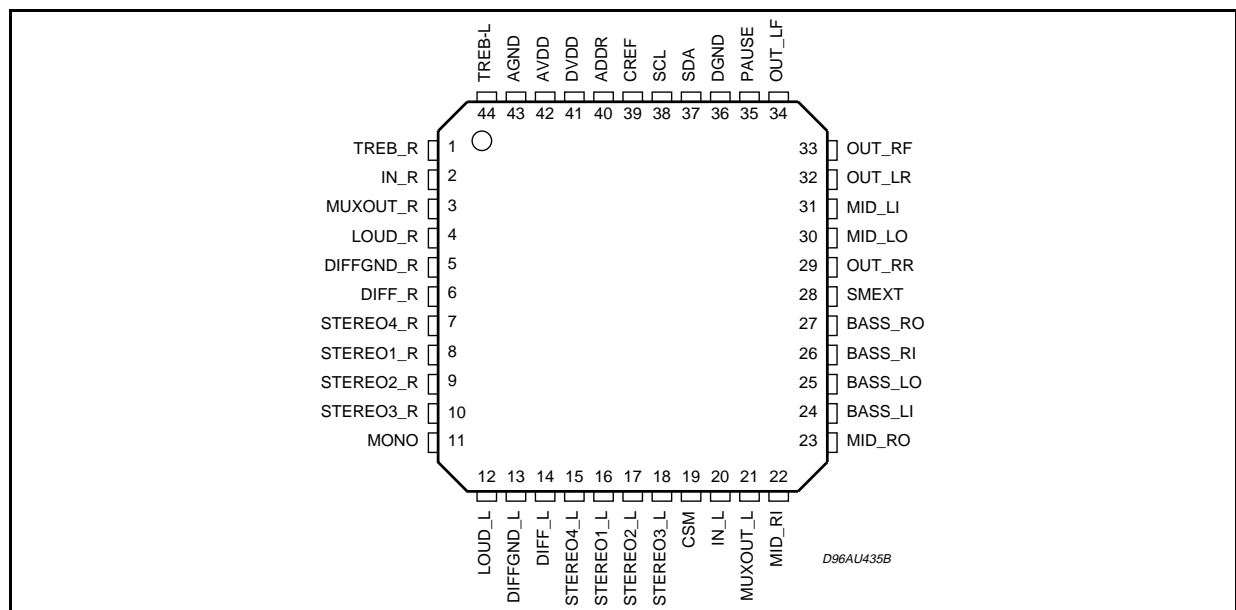 TREB-L
AGND
AVDD
DVDD
ADDR
CREF
SCL
SDA
DGND
PAUSE
OUT_LF
44 43 42 41 40 39 38 37 36 35 34
TREB_R 1 33 OUT_RF
IN_R 2 32 OUT_LR
MUXOUT_R 3 31 MID_LI
LOUD_R 4 30 MID_LO
DIFFGND_R 5 29 OUT_RR
DIFF_R 6 28 SMEXT
STEREO4_R 7 27 BASS_RO
STEREO1_R 8 26 BASS_RI
STEREO2_R 9 25 BASS_LO
STEREO3_R 10 24 BASS_LI
MONO 11 23 MID_RO
12 13 14 15 16 17 18 19 20 21 22
LOUD_L
DIFFGND_L
DIFF_L
STEREO4_L
STEREO1_L
STEREO2_L
STEREO3_L
CSM
IN_L
MUXOUT_L
MID_RI
D96AU435B